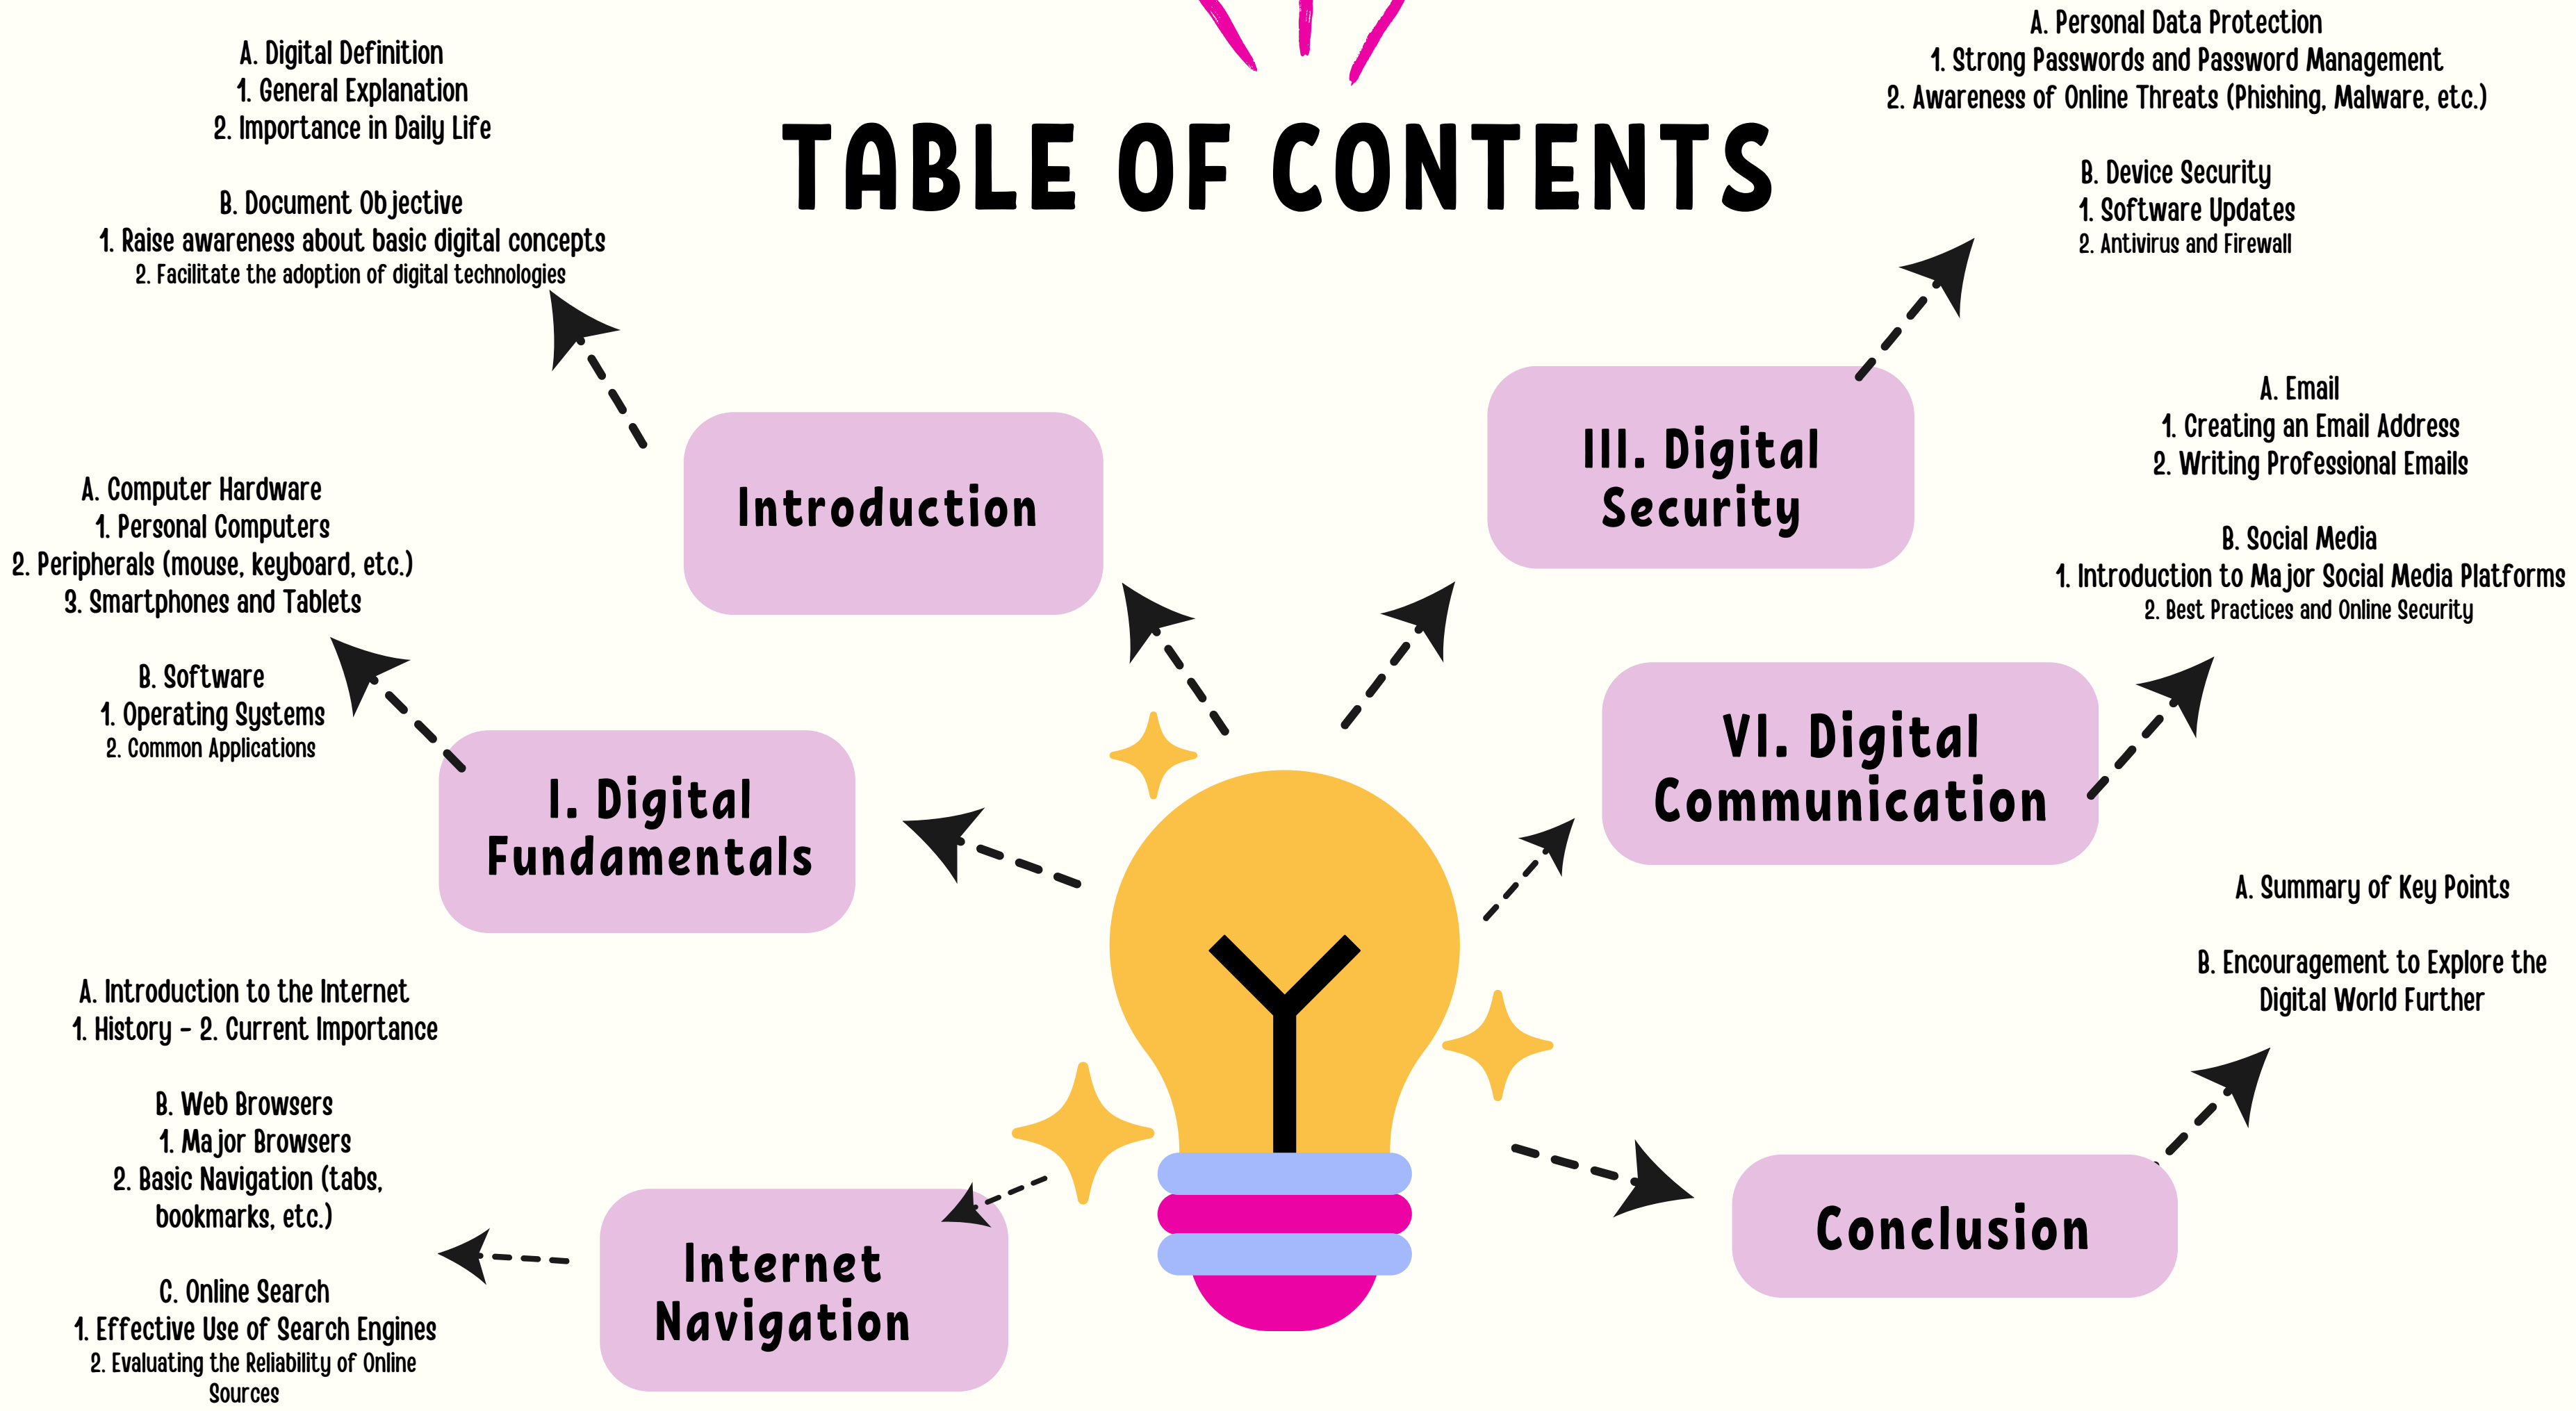 TABLE OF CONTENTS
A. Digital Definition
1. General Explanation
2. Importance in Daily Life
B. Document Objective
1. Raise awareness about basic digital concepts
2. Facilitate the adoption of digital technologies
Introduction
A. Computer Hardware
1. Personal Computers
2. Peripherals (mouse, keyboard, etc.)
3. Smartphones and Tablets
B. Software
1. Operating Systems
2. Common Applications
I. Digital
Fundamentals
A. Introduction to the Internet
1. History - 2. Current Importance
B. Web Browsers
1. Major Browsers
2. Basic Navigation (tabs,
bookmarks, etc.)
C. Online Search
1. Effective Use of Search Engines
2. Evaluating the Reliability of Online
Sources
Internet
Navigation
A. Personal Data Protection
1. Strong Passwords and Password Management
2. Awareness of Online Threats (Phishing, Malware, etc.)
B. Device Security
1. Software Updates
2. Antivirus and Firewall
III. Digital
Security
A. Email
1. Creating an Email Address
2. Writing Professional Emails
B. Social Media
1. Introduction to Major Social Media Platforms
2. Best Practices and Online Security
VI. Digital
Communication
A. Summary of Key Points
B. Encouragement to Explore the
Digital World Further
Conclusion